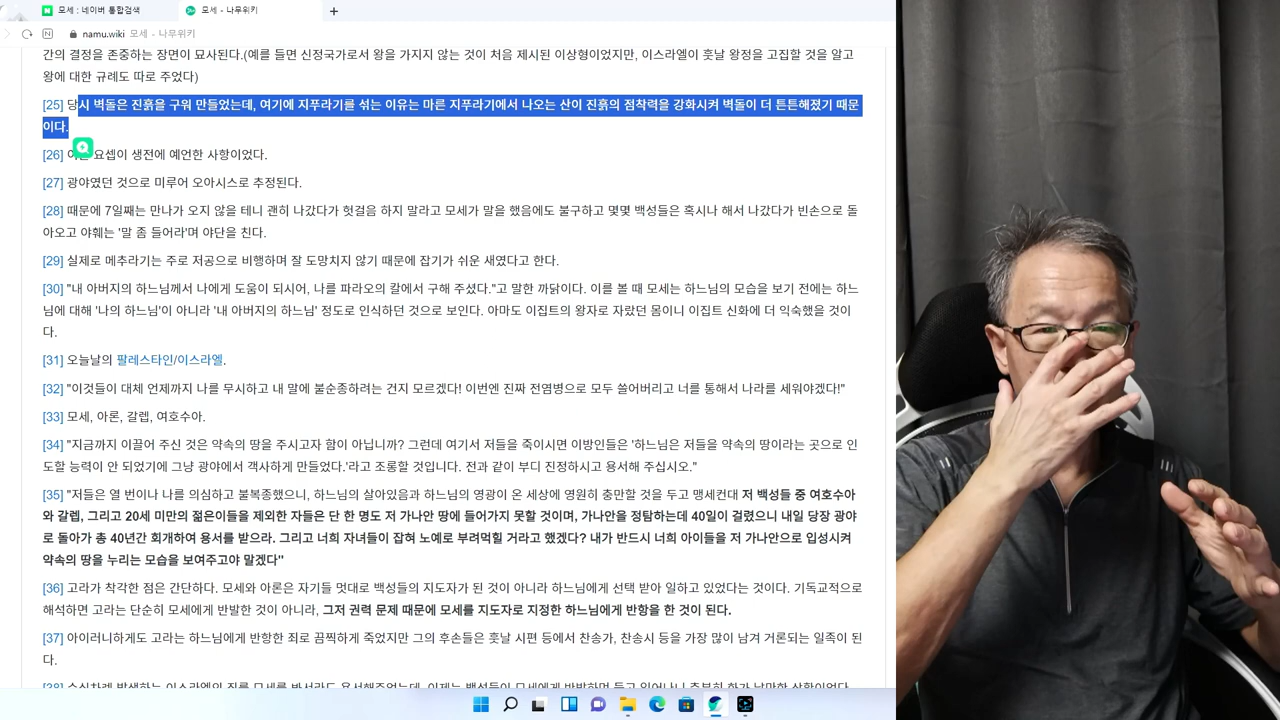 모세 : 네이버 통합검색
모세 - 나무위키
namu.wiki 모세 - 나무위키
간의 결정을 존중하는 장면이 묘사된다.(예를 들면 신정국가로서 왕을 가지지 않는 것이 처음 제시된 이상형이었지만, 이스라엘이 훗날 왕정을 고집할 것을 알고
왕에 대한 규례도 따로 주었다)
[25] 당시 벽돌은 진흙을 구워 만들었는데, 여기에 지푸라기를 섞는 이유는 마른 지푸라기에서 나오는 산이 진흙의 점착력을 강화시켜 벽돌이 더 튼튼해졌기 때문
이다.
[26] 요셉이 생전에 예언한 사항이었다.
[27] 광야였던 것으로 미루어 오아시스로 추정된다.
[28] 때문에 7일째는 만나가 오지 않을 테니 괜히 나갔다가 헛걸음 하지 말라고 모세가 말을 했음에도 불구하고 몇몇 백성들은 혹시나 해서 나갔다가 빈손으로 돌
아오고 야훼는 '말 좀 들어라'며 야단을 친다.
[29] 실제로 메추라기는 주로 저공으로 비행하며 잘 도망치지 않기 때문에 잡기가 쉬운 새였다고 한다.
[30] "내 아버지의 하느님께서 나에게 도움이 되시어, 나를 파라오의 칼에서 구해 주셨다."고 말한 까닭이다. 이를 볼 때 모세는 하느님의 모습을 보기 전에는 하느
님에 대해 '나의 하느님'이 아니라 '내 아버지의 하느님' 정도로 인식하던 것으로 보인다. 아마도 이집트의 왕자로 자랐던 몸이니 이집트 신화에 더 익숙했을 것이
다.
[31] 오늘날의 팔레스타인/이스라엘.
[32] "이것들이 대체 언제까지 나를 무시하고 내 말에 불순종하려는 건지 모르겠다! 이번엔 진짜 전염병으로 모두 쓸어버리고 너를 통해서 나라를 세워야겠다!"
[33] 모세, 아론, 갈렙, 여호수아.
[34] "지금까지 이끌어 주신 것은 약속의 땅을 주시고자 함이 아닙니까? 그런데 여기서 저들을 죽이시면 이방인들은 '하느님은 저들을 약속의 땅이라는 곳으로 인
도할 능력이 안 되었기에 그냥 광야에서 객사하게 만들었다.'라고 조롱할 것입니다. 전과 같이 부디 진정하시고 용서해 주십시오."
[35] "저들은 열 번이나 나를 의심하고 불복종했으니, 하느님의 살아있음과 하느님의 영광이 온 세상에 영원히 충만할 것을 두고 맹세컨대 저 백성들 중 여호수아
와 갈렙, 그리고 20세 미만의 젊은이들을 제외한 자들은 단 한 명도 저 가나안 땅에 들어가지 못할 것이며, 가나안을 정탐하는데 40일이 걸렸으니 내일 당장 광야
로 돌아가 총 40년간 회개하여 용서를 받으라. 그리고 너희 자녀들이 잡혀 노예로 부려먹힐 거라고 했겠다? 내가 반드시 너희 아이들을 저 가나안으로 입성시켜
약속의 땅을 누리는 모습을 보여주고야 말겠다"
[36] 고라가 착각한 점은 간단하다. 모세와 아론은 자기들 멋대로 백성들의 지도자가 된 것이 아니라 하느님에게 선택 받아 일하고 있었다는 것이다. 기독교적으로
해석하면 고라는 단순히 모세에게 반발한 것이 아니라, 그저 권력 문제 때문에 모세를 지도자로 지정한 하느님에게 반항을 한 것이 된다.
[37] 아이러니하게도 고라는 하느님에게 반항한 죄로 끔찍하게 죽었지만 그의 후손들은 훗날 시편 등에서 찬송가, 찬송시 등을 가장 많이 남겨 거론되는 일족이 된
다.